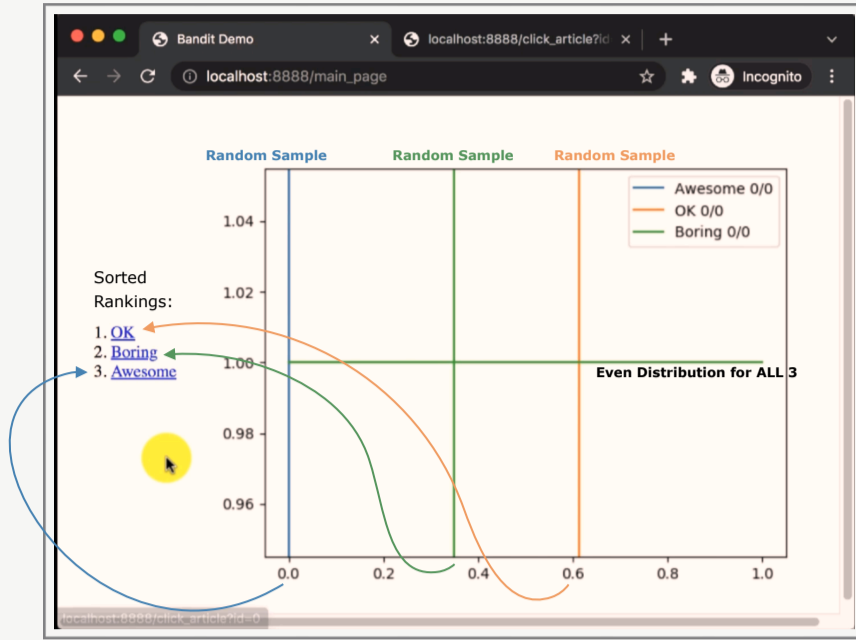 Bandit Demo
localhost:8888/click_article?id
localhost:8888/main_page
Incognito
Random Sample
Random Sample
Random Sample
Awesome 0/0
OK 0/0
Boring 0/0
1.04
1.02
1.00
0.98
0.96
Sorted
Rankings:
1. OK
2. Boring
3. Awesome
Even Distribution for ALL 3
0.0
0.2
0.4
0.6
0.8
1.0
localhost:8888/click_article?id=0